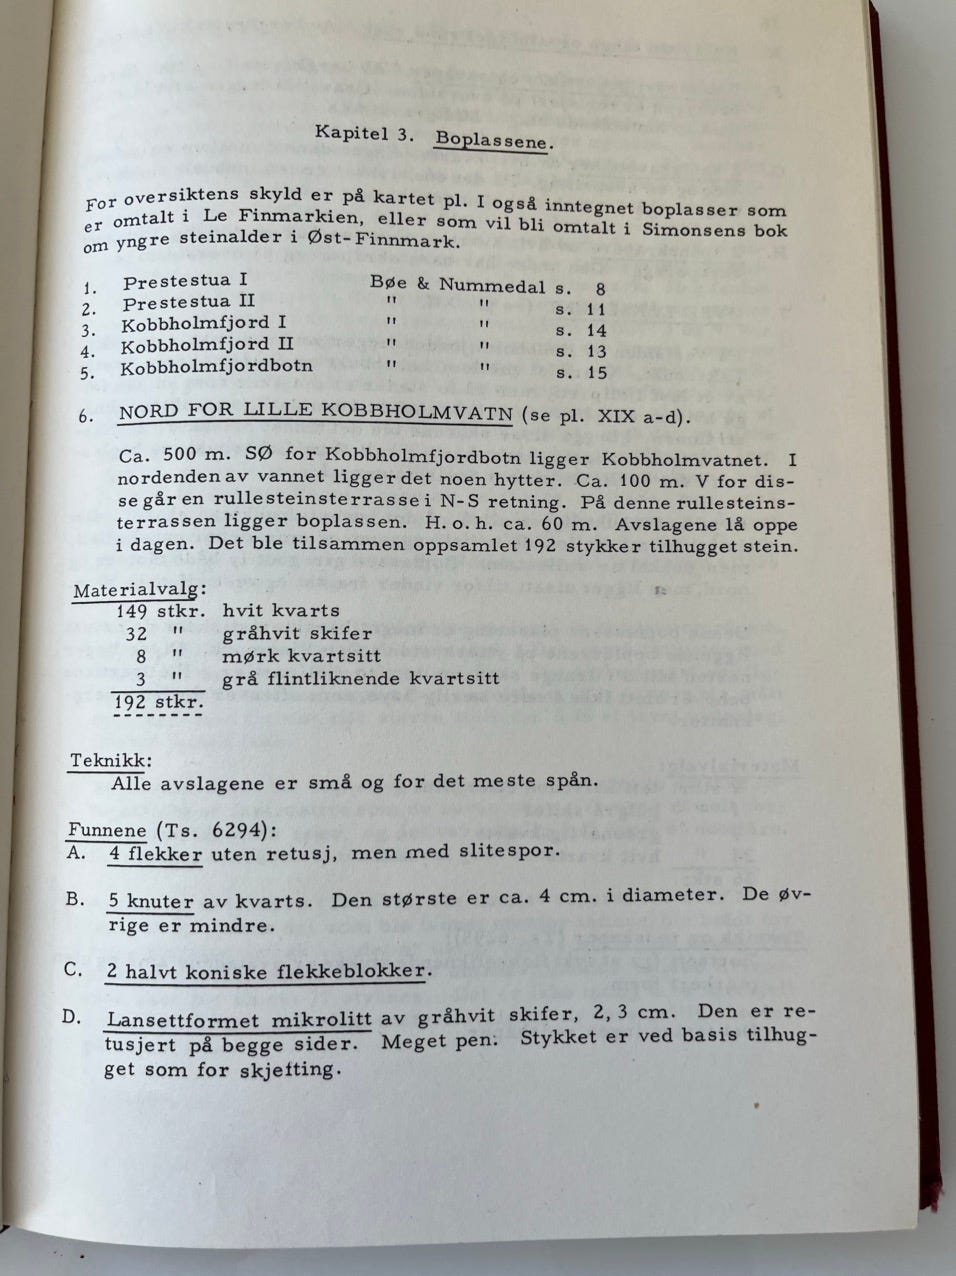 Kapitel 3. Boplassene.
For oversiktens skyld er på kartet pl. I også inntegnet boplasser som
er omtalt i Le Finmarkien, eller som vil bli omtalt i Simonsens bok
om yngre steinalder i Øst-Finnmark.
1. Prestestua I Bøe & Nummedal s. 8
2. Prestestua II " " s. 11
3. Kobbholmfjord I " " s. 14
4. Kobbholmfjord II " " s. 13
5. Kobbholmfjordbotn " " s. 15
6. NORD FOR LILLE KOBBHOLMVATN (se pl. XIX a-d).
Ca. 500 m. SØ for Kobbholmfjordbotn ligger Kobbholmvatnet. I
nordenden av vannet ligger det noen hytter. Ca. 100 m. V for dis-
se går en rullesteinsterrasse i N-S retning. På denne rullesteins-
terrassen ligger boplassen. H.o.h. ca. 60 m. Avslagene lå oppe
i dagen. Det ble tilsammen oppsamlet 192 stykker tilhugget stein.
Materialvalg:
149 stkr. hvit kvarts
32 " gråhvit skifer
8 " mørk kvartsitt
3 " grå flintliknende kvartsitt
192 stkr.
Teknikk:
Alle avslagene er små og for det meste spån.
Funnene (Ts. 6294):
A. 4 flekker uten retusj, men med slitespor.
B. 5 knuter av kvarts. Den største er ca. 4 cm. i diameter. De øv-
rige er mindre.
C. 2 halvt koniske flekkeblokker.
D. Lansettformet mikrolitt av gråhvit skifer, 2,3 cm. Den er re-
tusjert på begge sider. Meget pen. Stykket er ved basis tilhug-
get som for skjefting.